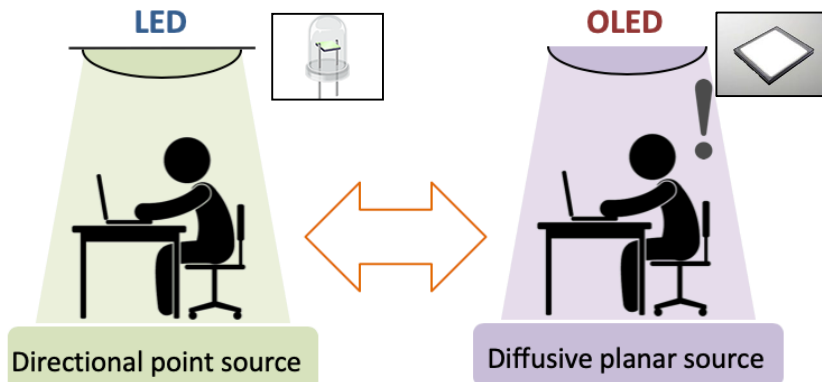 LED
OLED
!
Directional point source
Diffusive planar source